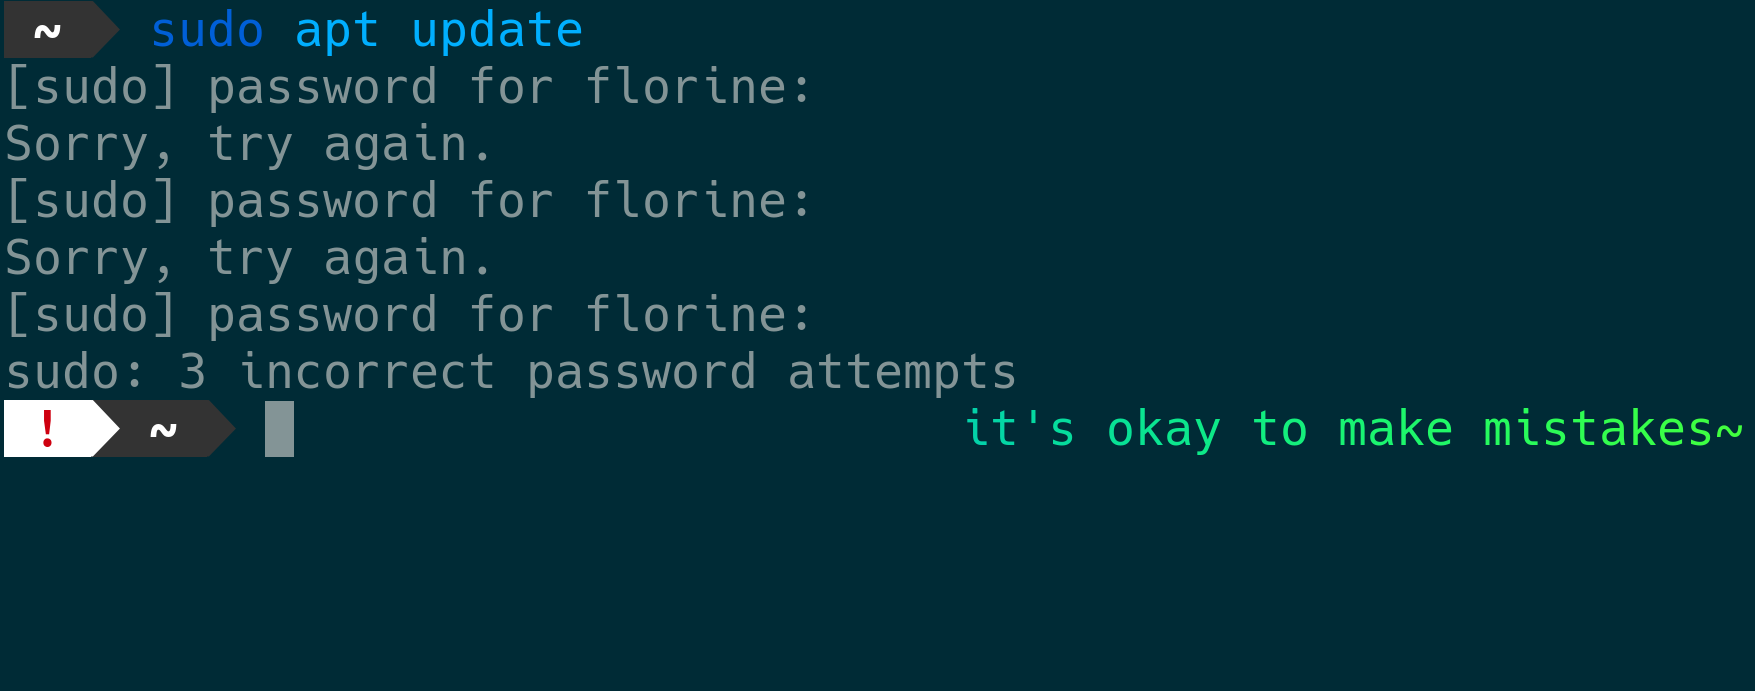 ~ sudo apt update
[sudo] password for florine:
Sorry, try again.
[sudo] password for florine:
Sorry, try again.
[sudo] password for florine:
sudo: 3 incorrect password attempts
! ~ it's okay to make mistakes~